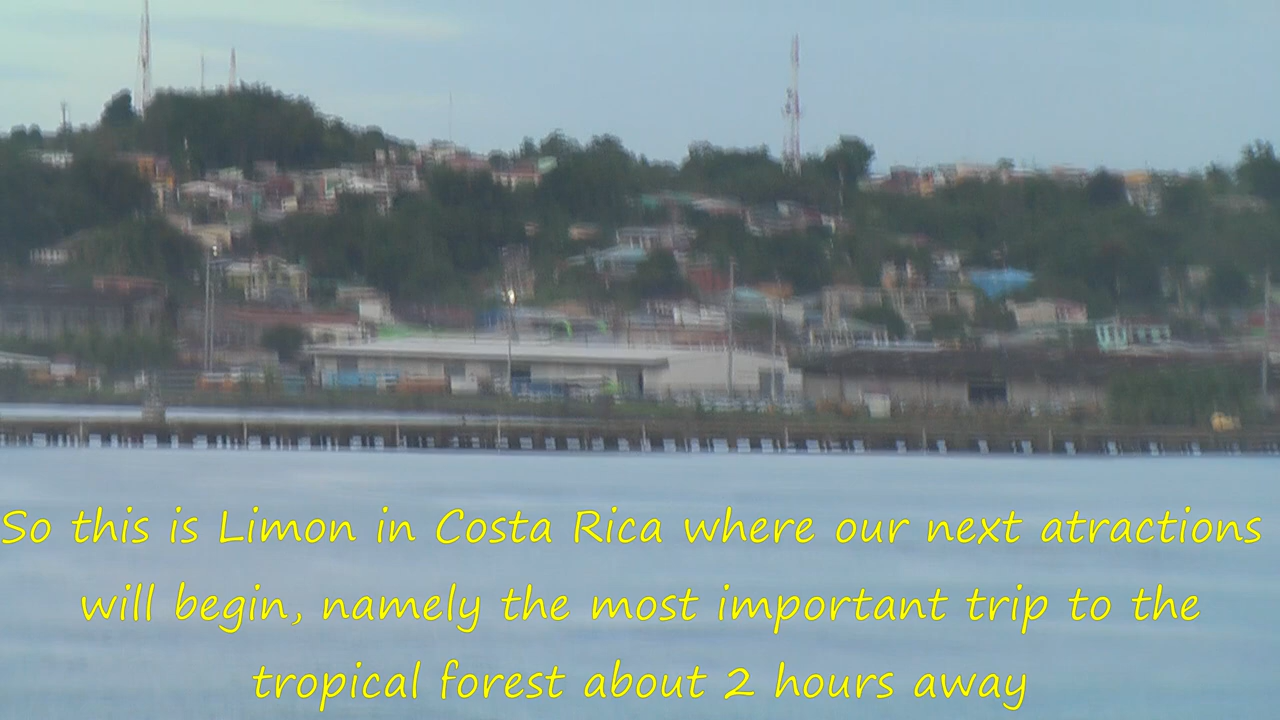 So this is Limon in Costa Rica where our next atractions
will begin, namely the most important trip to the
tropical forest about 2 hours away